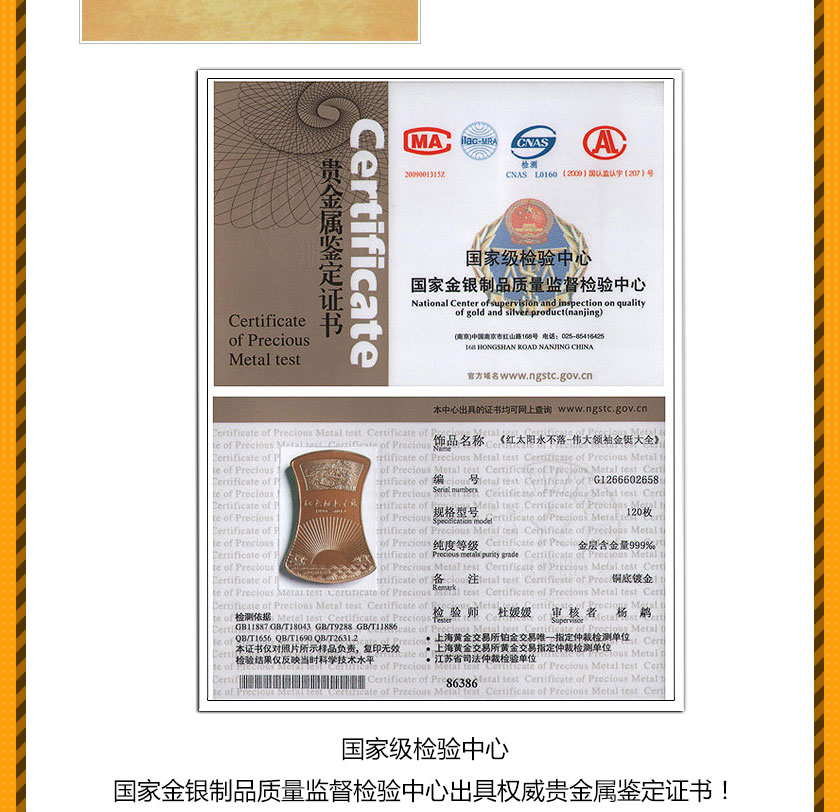 Certificate
贵金属鉴定证书
Certificate
of Precious
Metal test
MA
ilac-MRA
CNAS
AL
2009001315Z
检测
CNAS L0160
(2009)国认监认字(207)号
国家级检验中心
国家金银制品质量监督检验中心
National Center of supervision and inspection on quality
of gold and silver product(nanjing)
(南京)中国南京市红山路168号 电话: 025-85416425
168 HONGSHAN ROAD NANJING CHINA
官方域名www.ngstc.gov.cn
本中心出具的证书均可网上查询 www.ngstc.gov.cn
饰品名称 《红太阳永不落-伟大领袖金铤大全》
Name
编 号 G1266602658
Serial numbers
规格型号 120枚
Specification model
纯度等级 金层含金量999‰
Precious metals purity grade
备 注 铜底镀金
Remark
检验师 杜媛媛 审核者 杨鹧
Tester Supervisor
检测依据
GB11887 GB/T18043 GB/T9288 GB/T11886
QB/T1656 QB/T1690 QB/T2631.2
本证书仅对照片所示样品负责,复印无效
检验结果仅反映当时科学技术水平
• 上海黄金交易所铂金交易唯一指定仲裁检测单位
• 上海黄金交易所黄金交易指定仲裁检测单位
• 江苏省司法仲裁检验单位
86386
国家级检验中心
国家金银制品质量监督检验中心出具权威贵金属鉴定证书！